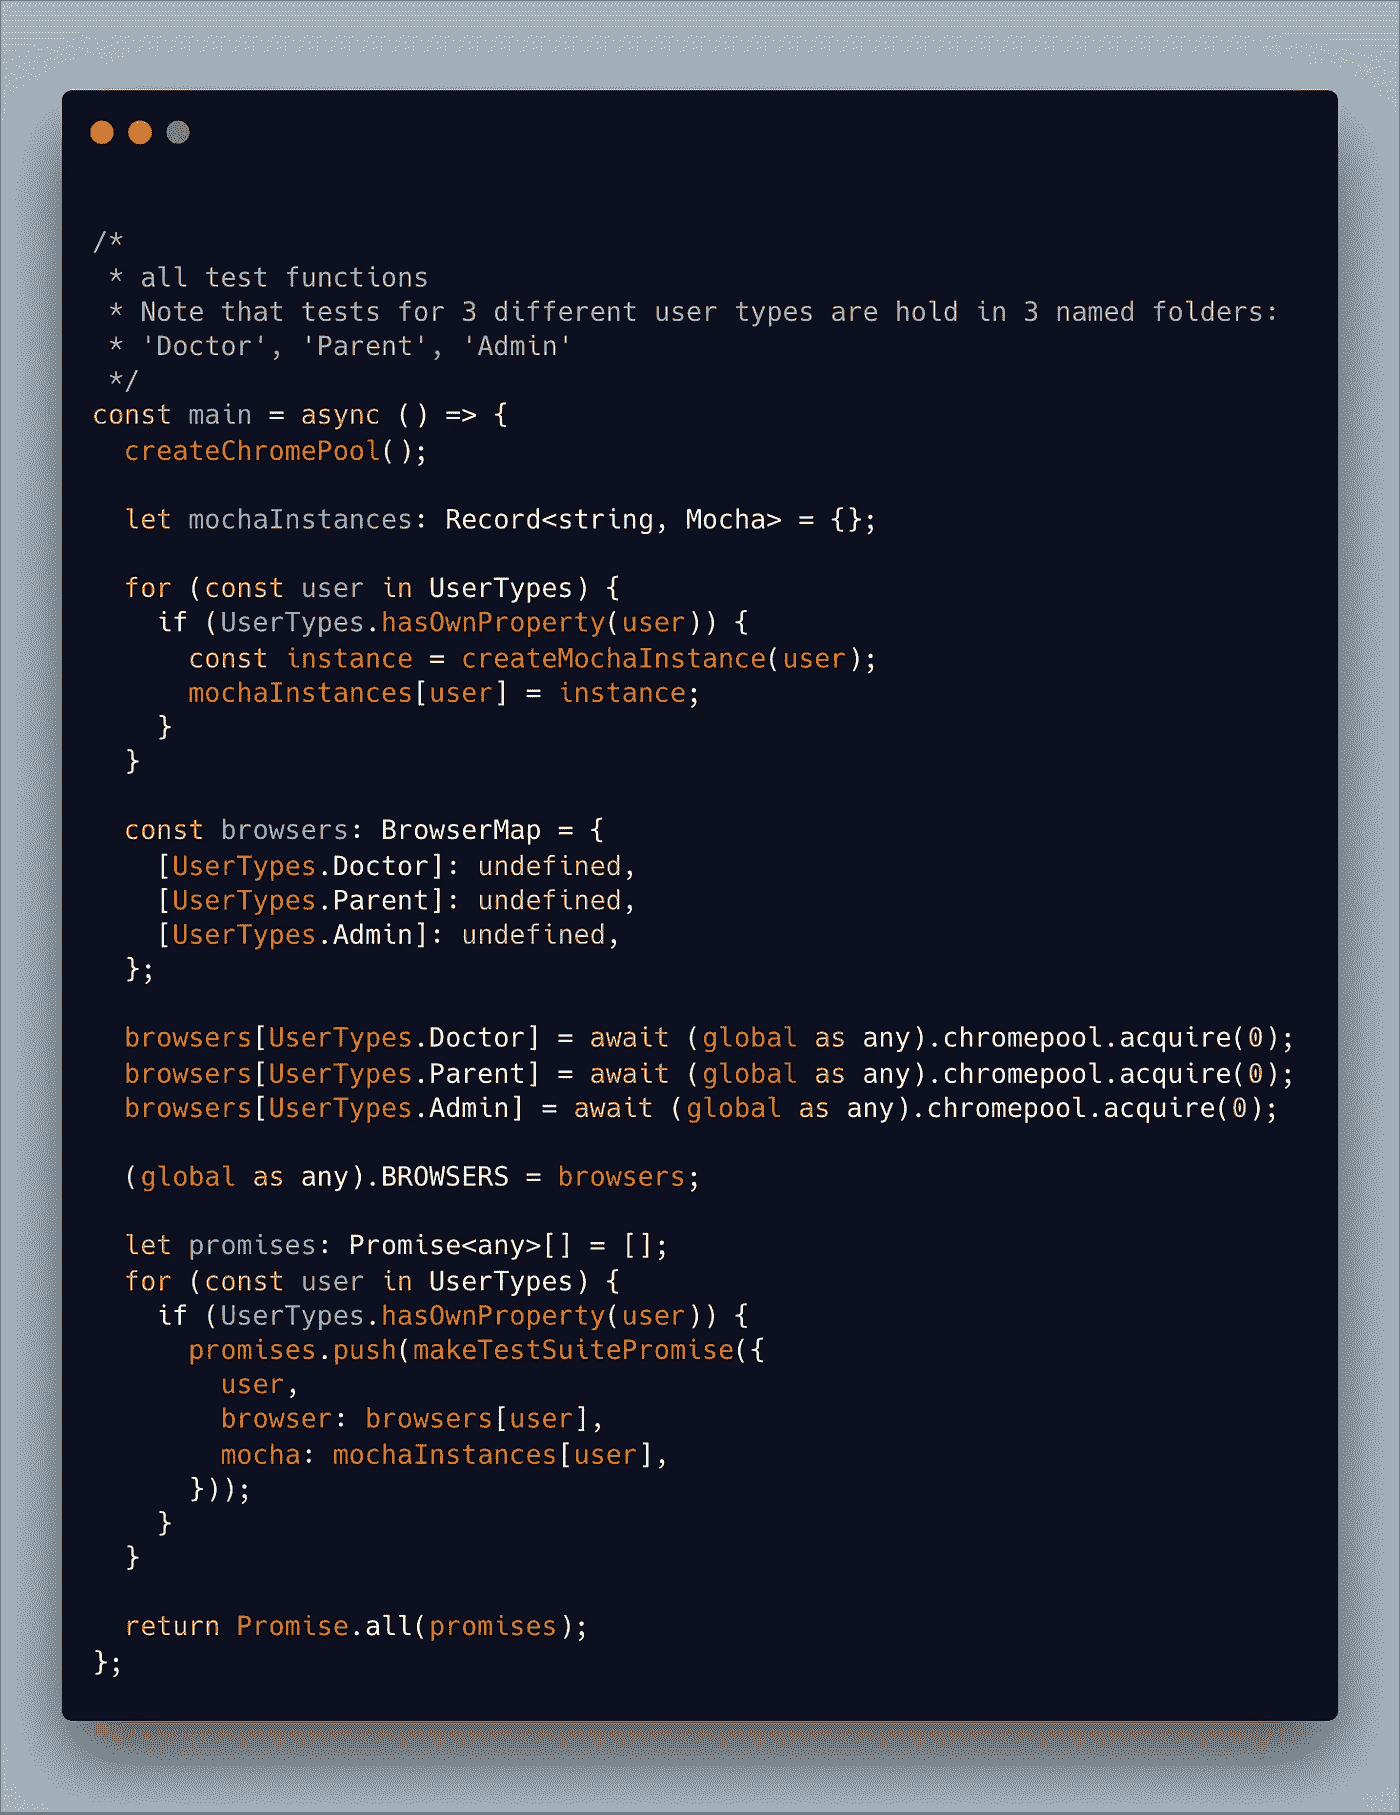 /*
 * all test functions
 * Note that tests for 3 different user types are hold in 3 named folders:
 * 'Doctor', 'Parent', 'Admin'
 */
const main = async () => {
  createChromePool();

  let mochaInstances: Record<string, Mocha> = {};

  for (const user in UserTypes) {
    if (UserTypes.hasOwnProperty(user)) {
      const instance = createMochaInstance(user);
      mochaInstances[user] = instance;
    }
  }

  const browsers: BrowserMap = {
    [UserTypes.Doctor]: undefined,
    [UserTypes.Parent]: undefined,
    [UserTypes.Admin]: undefined,
  };

  browsers[UserTypes.Doctor] = await (global as any).chromepool.acquire(0);
  browsers[UserTypes.Parent] = await (global as any).chromepool.acquire(0);
  browsers[UserTypes.Admin] = await (global as any).chromepool.acquire(0);

  (global as any).BROWSERS = browsers;

  let promises: Promise<any>[] = [];
  for (const user in UserTypes) {
    if (UserTypes.hasOwnProperty(user)) {
      promises.push(makeTestSuitePromise({
        user,
        browser: browsers[user],
        mocha: mochaInstances[user],
      }));
    }
  }

  return Promise.all(promises);
};